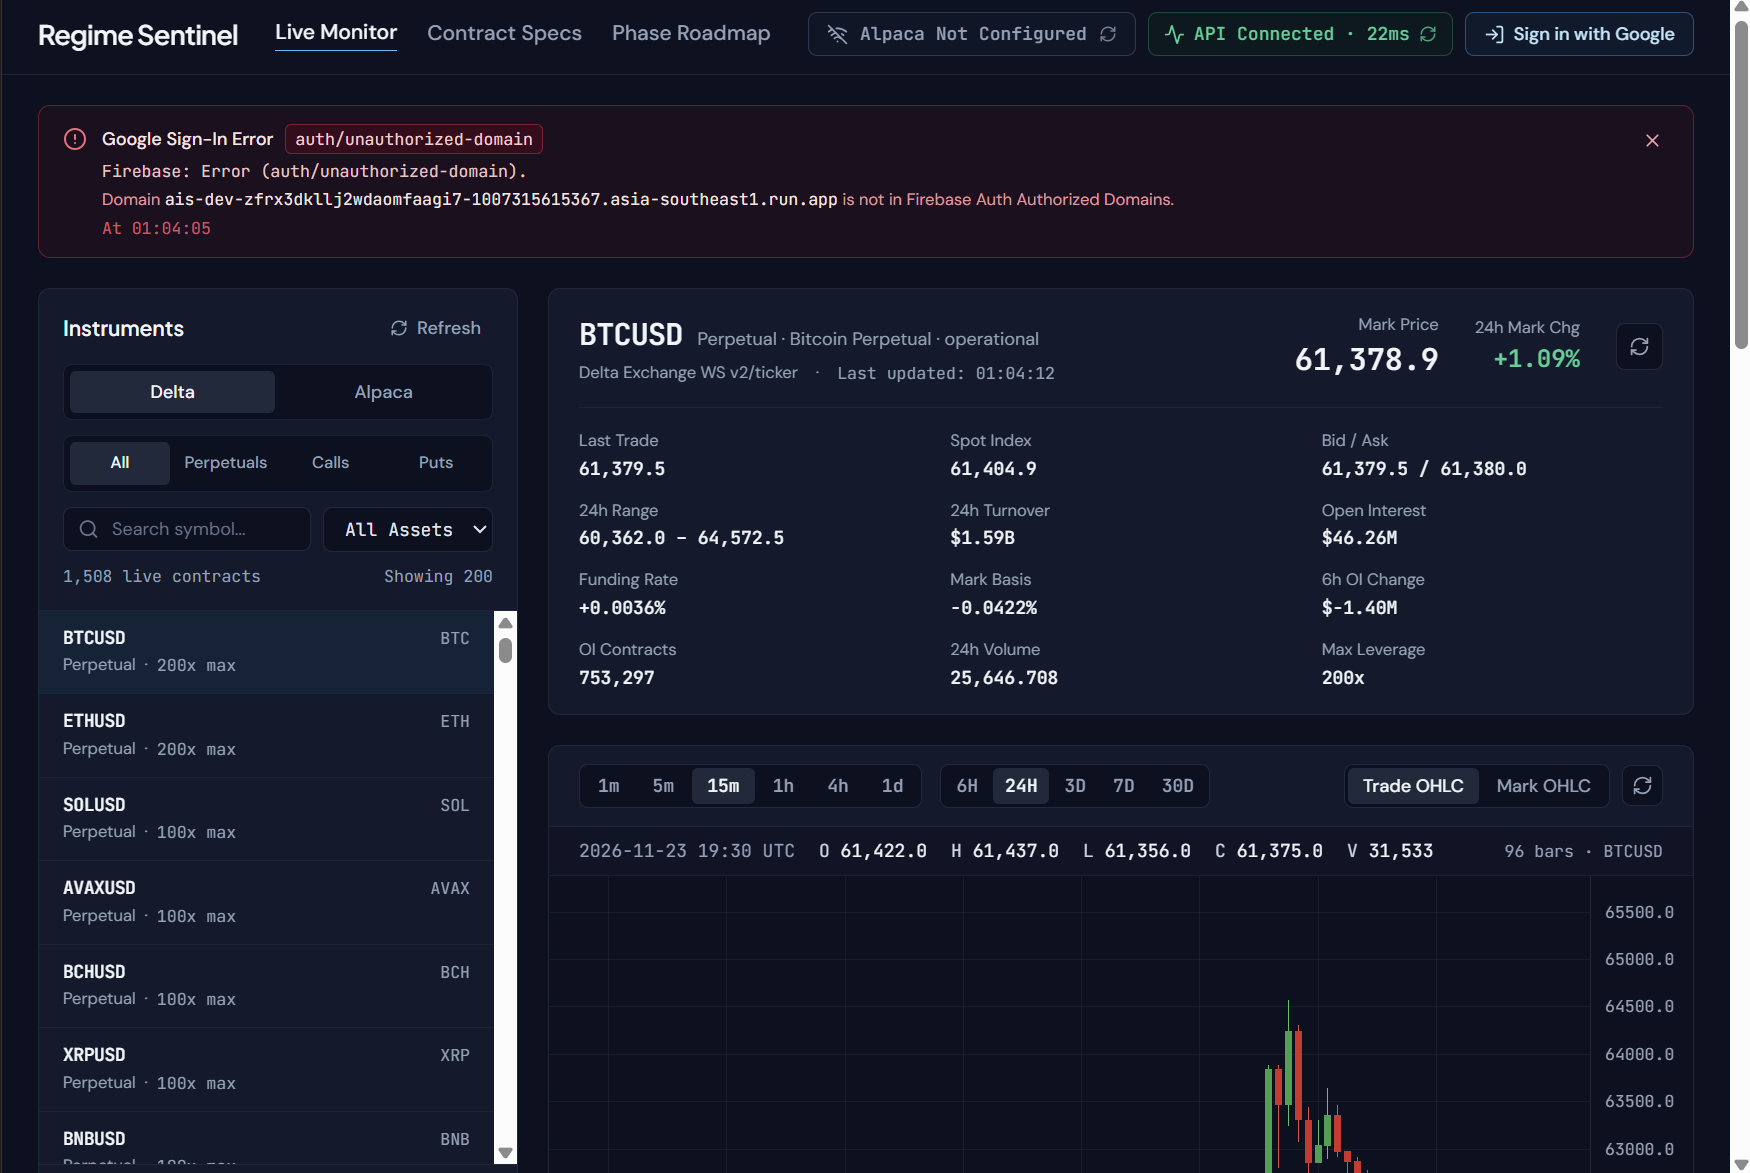 Regime Sentinel
Live Monitor
Contract Specs
Phase Roadmap
Alpaca Not Configured
API Connected · 22ms
Sign in with Google
Google Sign-In Error auth/unauthorized-domain
Firebase: Error (auth/unauthorized-domain).
Domain ais-dev-zfrx3dkllj2wdaomfaagi7-1007315615367.asia-southeast1.run.app is not in Firebase Auth Authorized Domains.
At 01:04:05
Instruments
Refresh
Delta
Alpaca
All
Perpetuals
Calls
Puts
Search symbol...
All Assets
1,508 live contracts
Showing 200
BTCUSD BTC
Perpetual · 200x max
ETHUSD ETH
Perpetual · 200x max
SOLUSD SOL
Perpetual · 100x max
AVAXUSD AVAX
Perpetual · 100x max
BCHUSD BCH
Perpetual · 100x max
XRPUSD XRP
Perpetual · 100x max
BNBUSD BNB
Perpetual · 100x max
BTCUSD Perpetual · Bitcoin Perpetual · operational
Delta Exchange WS v2/ticker · Last updated: 01:04:12
Mark Price
61,378.9
24h Mark Chg
+1.09%
Last Trade
61,379.5
Spot Index
61,404.9
Bid / Ask
61,379.5 / 61,380.0
24h Range
60,362.0 – 64,572.5
24h Turnover
$1.59B
Open Interest
$46.26M
Funding Rate
+0.0036%
Mark Basis
-0.0422%
6h OI Change
$-1.40M
OI Contracts
753,297
24h Volume
25,646.708
Max Leverage
200x
1m 5m 15m 1h 4h 1d
6H 24H 3D 7D 30D
Trade OHLC
Mark OHLC
2026-11-23 19:30 UTC O 61,422.0 H 61,437.0 L 61,356.0 C 61,375.0 V 31,533
96 bars · BTCUSD
65500.0
65000.0
64500.0
64000.0
63500.0
63000.0